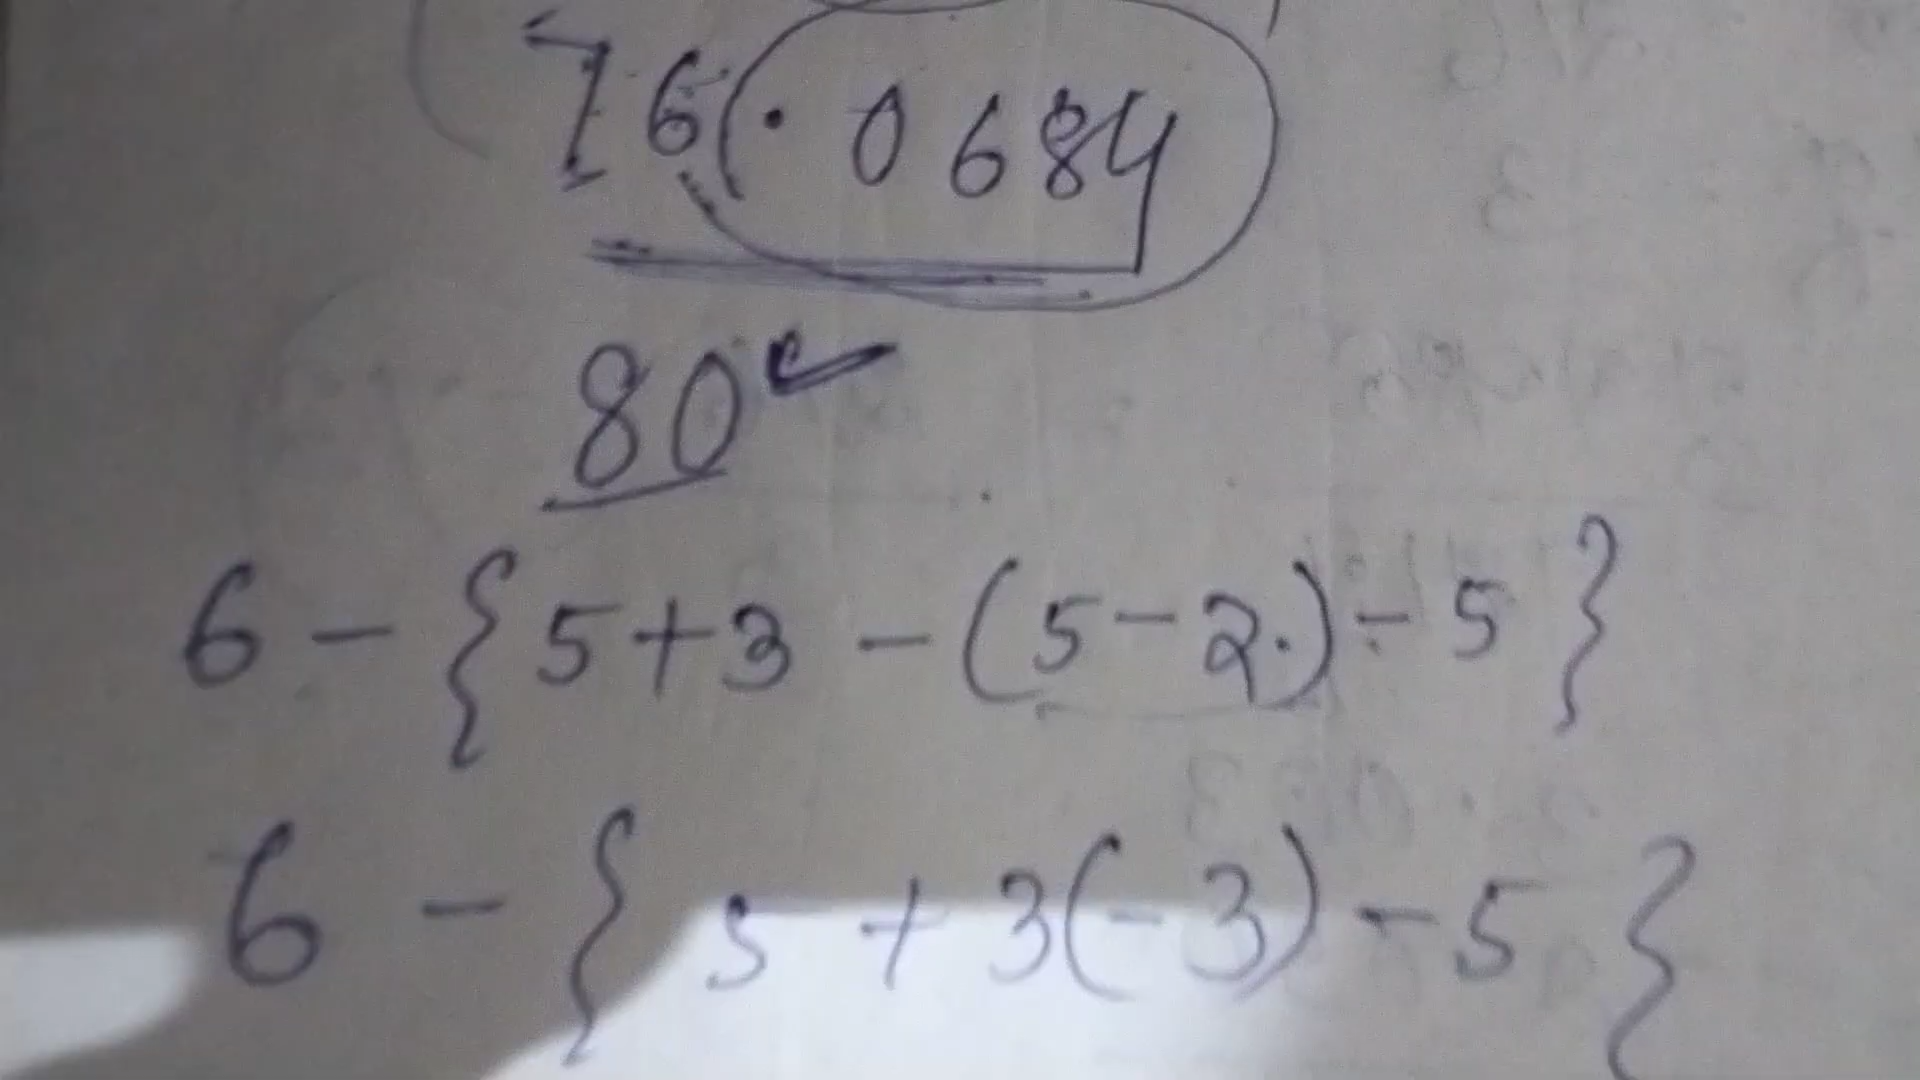 76(.0684
80
6 - {5+3 - (5-2.) - 5}
6 - {5 + 3(-3) - 5}